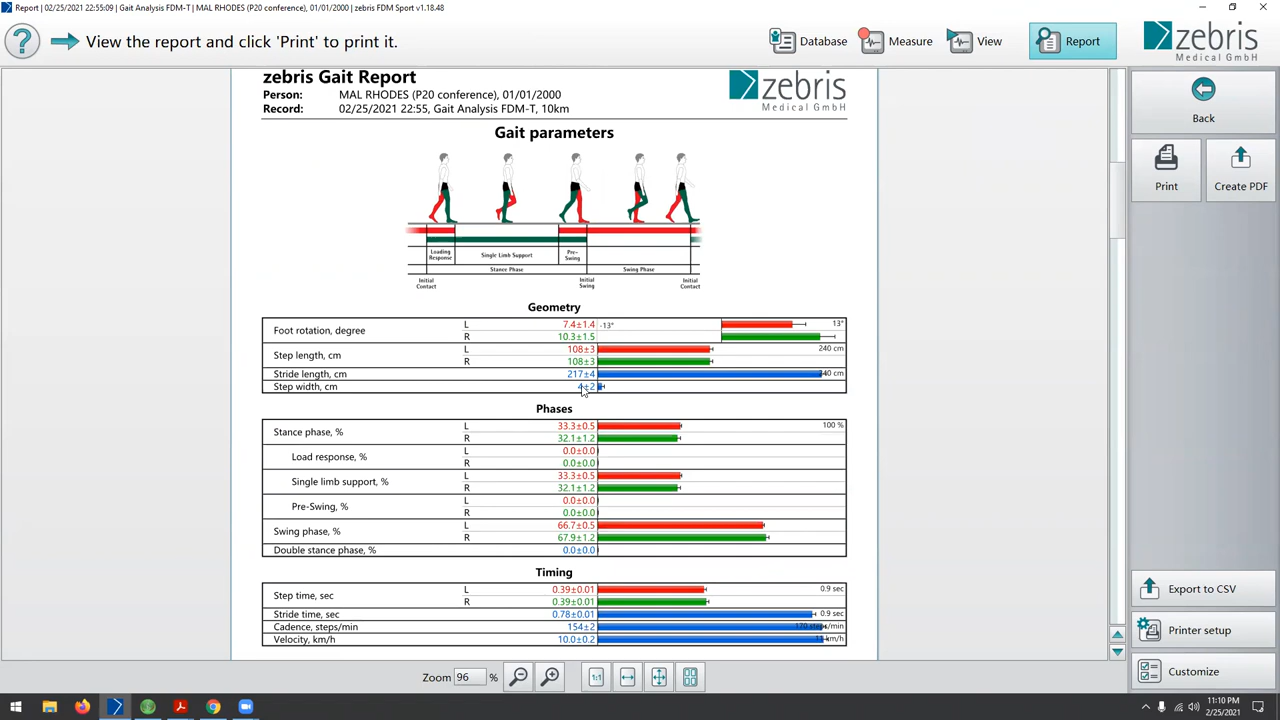 Report | 02/25/2021 22:55:09 | Gait Analysis FDM-T | MAL RHODES (P20 conference), 01/01/2000 | zebris FDM Sport v1.18.48
View the report and click 'Print' to print it.
Database
Measure
View
Report
zebris
Medical GmbH
zebris Gait Report
Person: MAL RHODES (P20 conference), 01/01/2000
Record: 02/25/2021 22:55, Gait Analysis FDM-T, 10km
zebris
Medical GmbH
Gait parameters
Loading Response
Single Limb Support
Pre-Swing
Stance Phase
Swing Phase
Initial Contact
Initial Swing
Initial Contact
Geometry
Foot rotation, degree L 7.4±1.4 -13° 13°
R 10.3±1.5
Step length, cm L 108±3 240 cm
R 108±3
Stride length, cm 217±4
Step width, cm 4±2
Phases
Stance phase, % L 33.3±0.5 100 %
R 32.1±1.2
Load response, % L 0.0±0.0
R 0.0±0.0
Single limb support, % L 33.3±0.5
R 32.1±1.2
Pre-Swing, % L 0.0±0.0
R 0.0±0.0
Swing phase, % L 66.7±0.5
R 67.9±1.2
Double stance phase, % 0.0±0.0
Timing
Step time, sec L 0.39±0.01 0.9 sec
R 0.39±0.01
Stride time, sec 0.78±0.01 0.9 sec
Cadence, steps/min 154±2 170 steps/min
Velocity, km/h 10.0±0.2 11 km/h
Back
Print
Create PDF
Export to CSV
Printer setup
Customize
Zoom 96 %
1:1
11:10 PM
2/25/2021